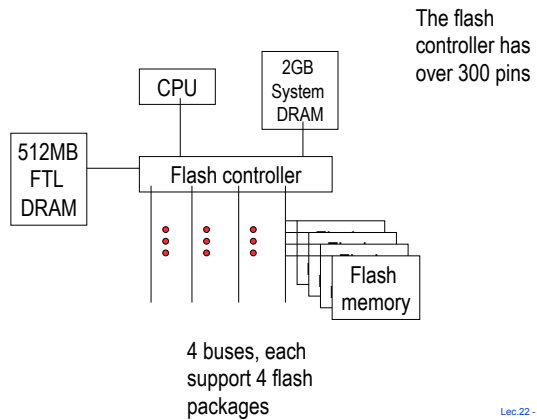 The flash
controller has
over 300 pins
CPU
2GB
System
DRAM
512MB
FTL
DRAM
Flash controller
Flash
memory
4 buses, each
support 4 flash
packages
Lec.22 -